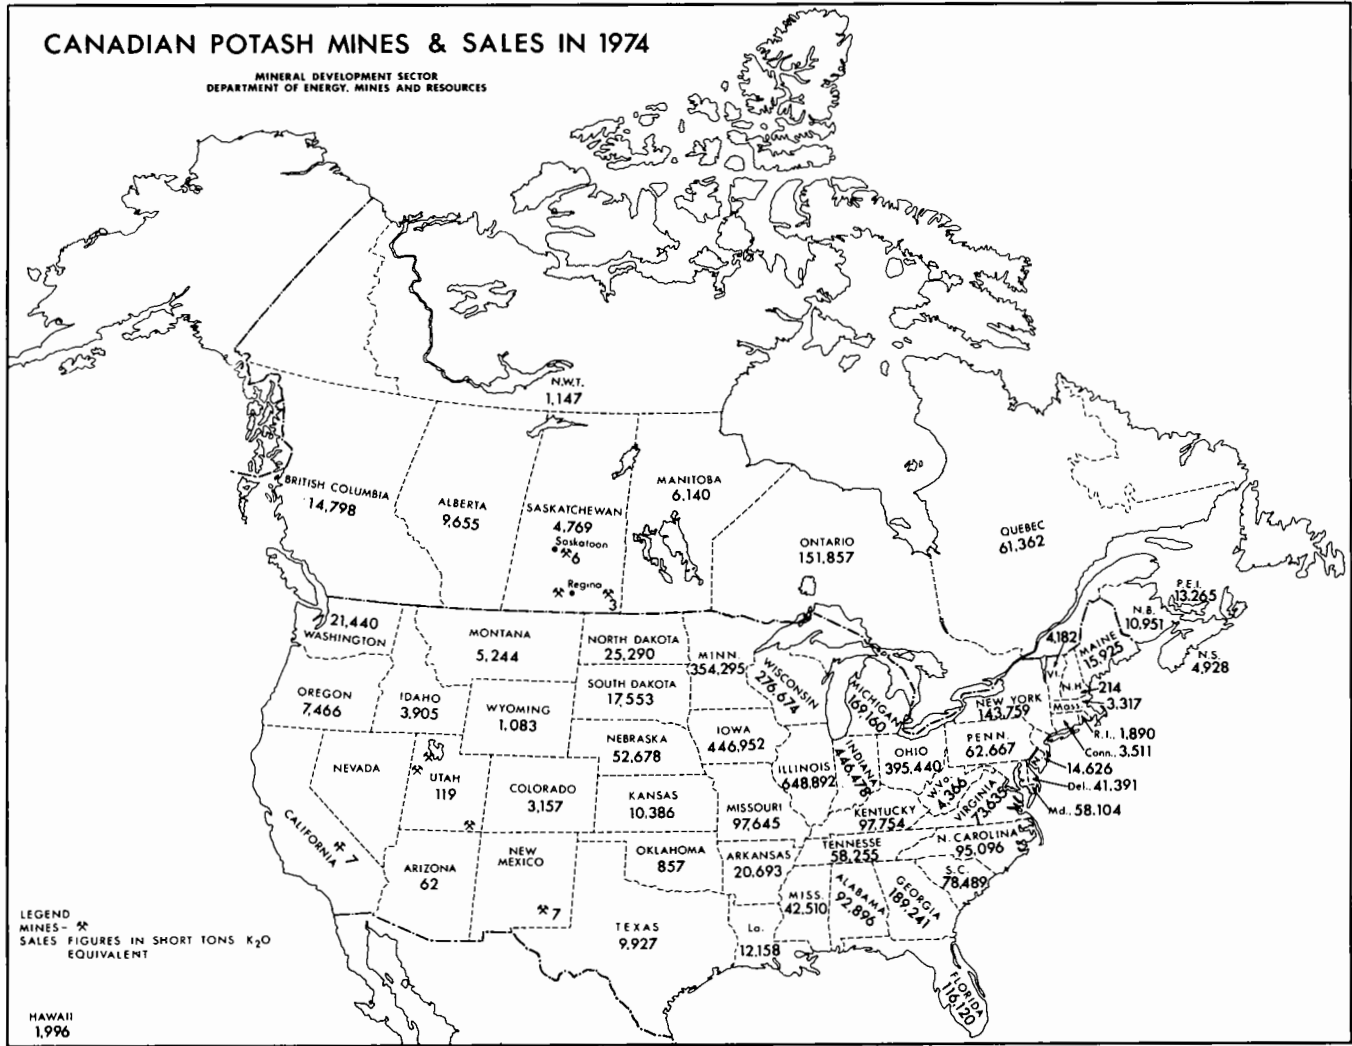 CANADIAN POTASH MINES & SALES IN 1974
MINERAL DEVELOPMENT SECTOR
DEPARTMENT OF ENERGY, MINES AND RESOURCES
N.W.T.
1,147
BRITISH COLUMBIA
14,798
ALBERTA
9,655
SASKATCHEWAN
4,769
Saskatoon
6
Regina
3
MANITOBA
6,140
ONTARIO
151,857
QUEBEC
61,362
P.E.I.
13,265
N.B.
10,951
N.S.
4,928
21,440
WASHINGTON
MONTANA
5,244
NORTH DAKOTA
25,290
MINN.
354,295
WISCONSIN
276,674
MICHIGAN
169,160
4,182
Vt.
MAINE
15,925
N.H.
214
Mass.
3,317
NEW YORK
143,759
R.I., 1,890
Conn., 3,511
OREGON
7,466
IDAHO
3,905
WYOMING
1,083
SOUTH DAKOTA
17,553
IOWA
446,952
NEBRASKA
52,678
ILLINOIS
648,892
INDIANA
446,478
OHIO
395,440
PENN.
62,667
N.J.
14,626
Del., 41,391
Md., 58,104
W.Va.
4,366
VIRGINIA
73,635
NEVADA
UTAH
119
COLORADO
3,157
KANSAS
10,386
MISSOURI
97,645
KENTUCKY
97,754
CALIFORNIA
7
ARIZONA
62
NEW
MEXICO
7
OKLAHOMA
857
ARKANSAS
20,693
TENNESSE
58,255
N. CAROLINA
95,096
S.C.
78,489
MISS.
42,510
ALABAMA
92,896
GEORGIA
189,241
TEXAS
9,927
La.
12,158
FLORIDA
116,120
LEGEND
MINES-
SALES FIGURES IN SHORT TONS K₂O
EQUIVALENT
HAWAII
1,996